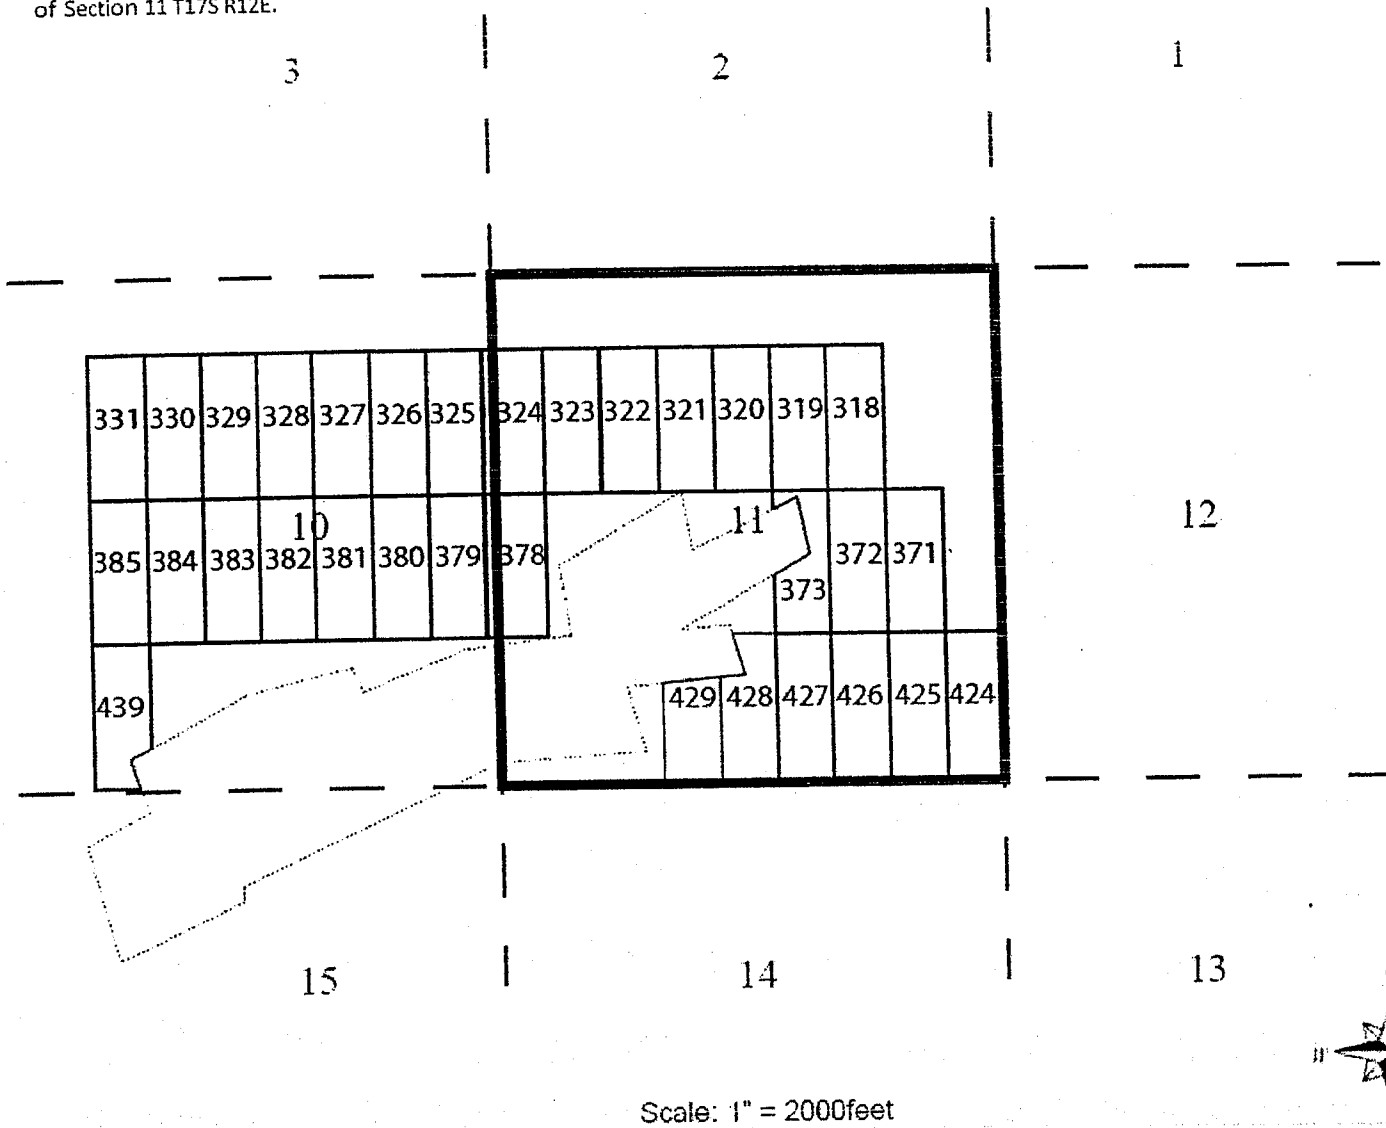 of Section 11 T17S R12E.
3 2 1
331 330 329 328 327 326 325 324 323 322 321 320 319 318
10 11 12
385 384 383 382 381 380 379 378 372 371
373
439 429 428 427 426 425 424
15 14 13
W
Scale: 1" = 2000feet